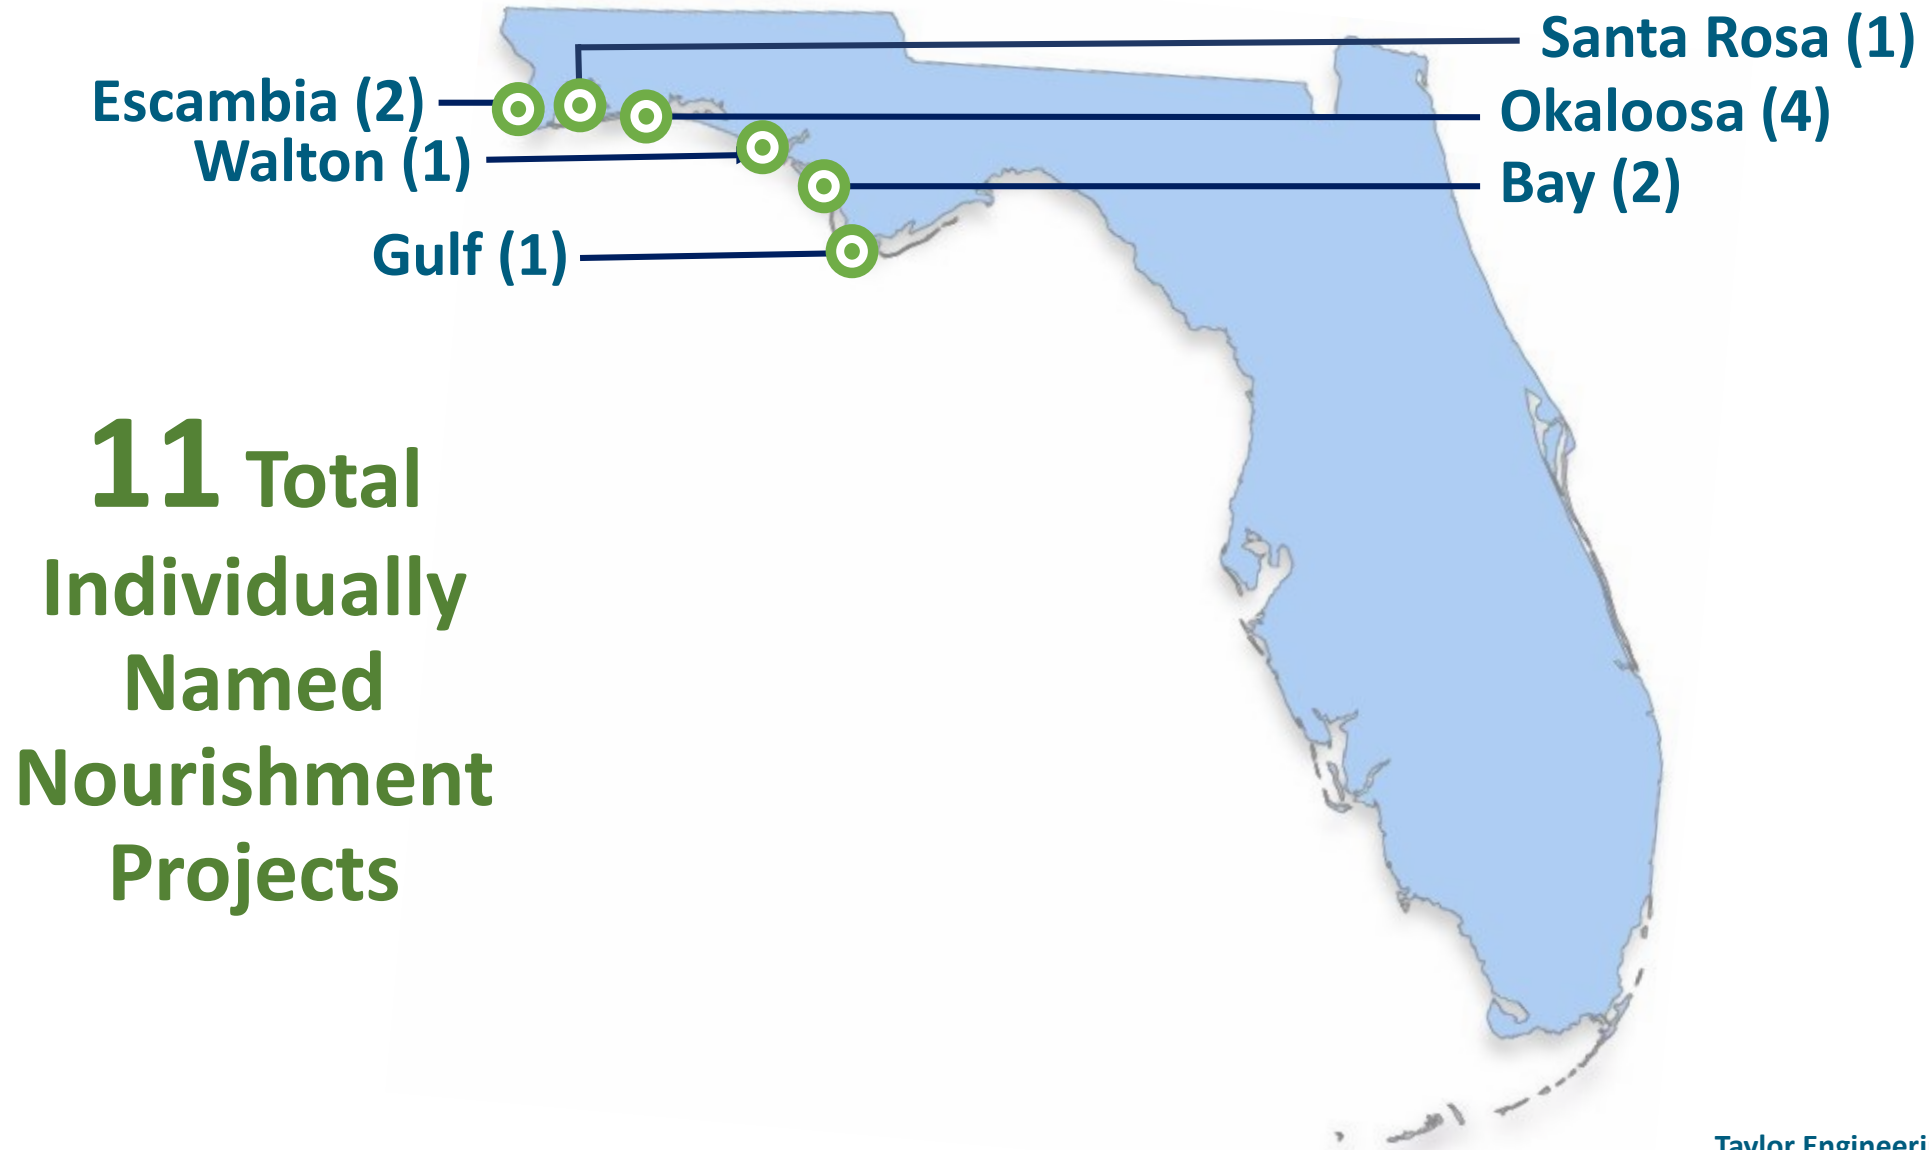 Santa Rosa (1)
Escambia (2)
Okaloosa (4)
Walton (1)
Bay (2)
Gulf (1)
11 Total
Individually
Named
Nourishment
Projects
Taylor